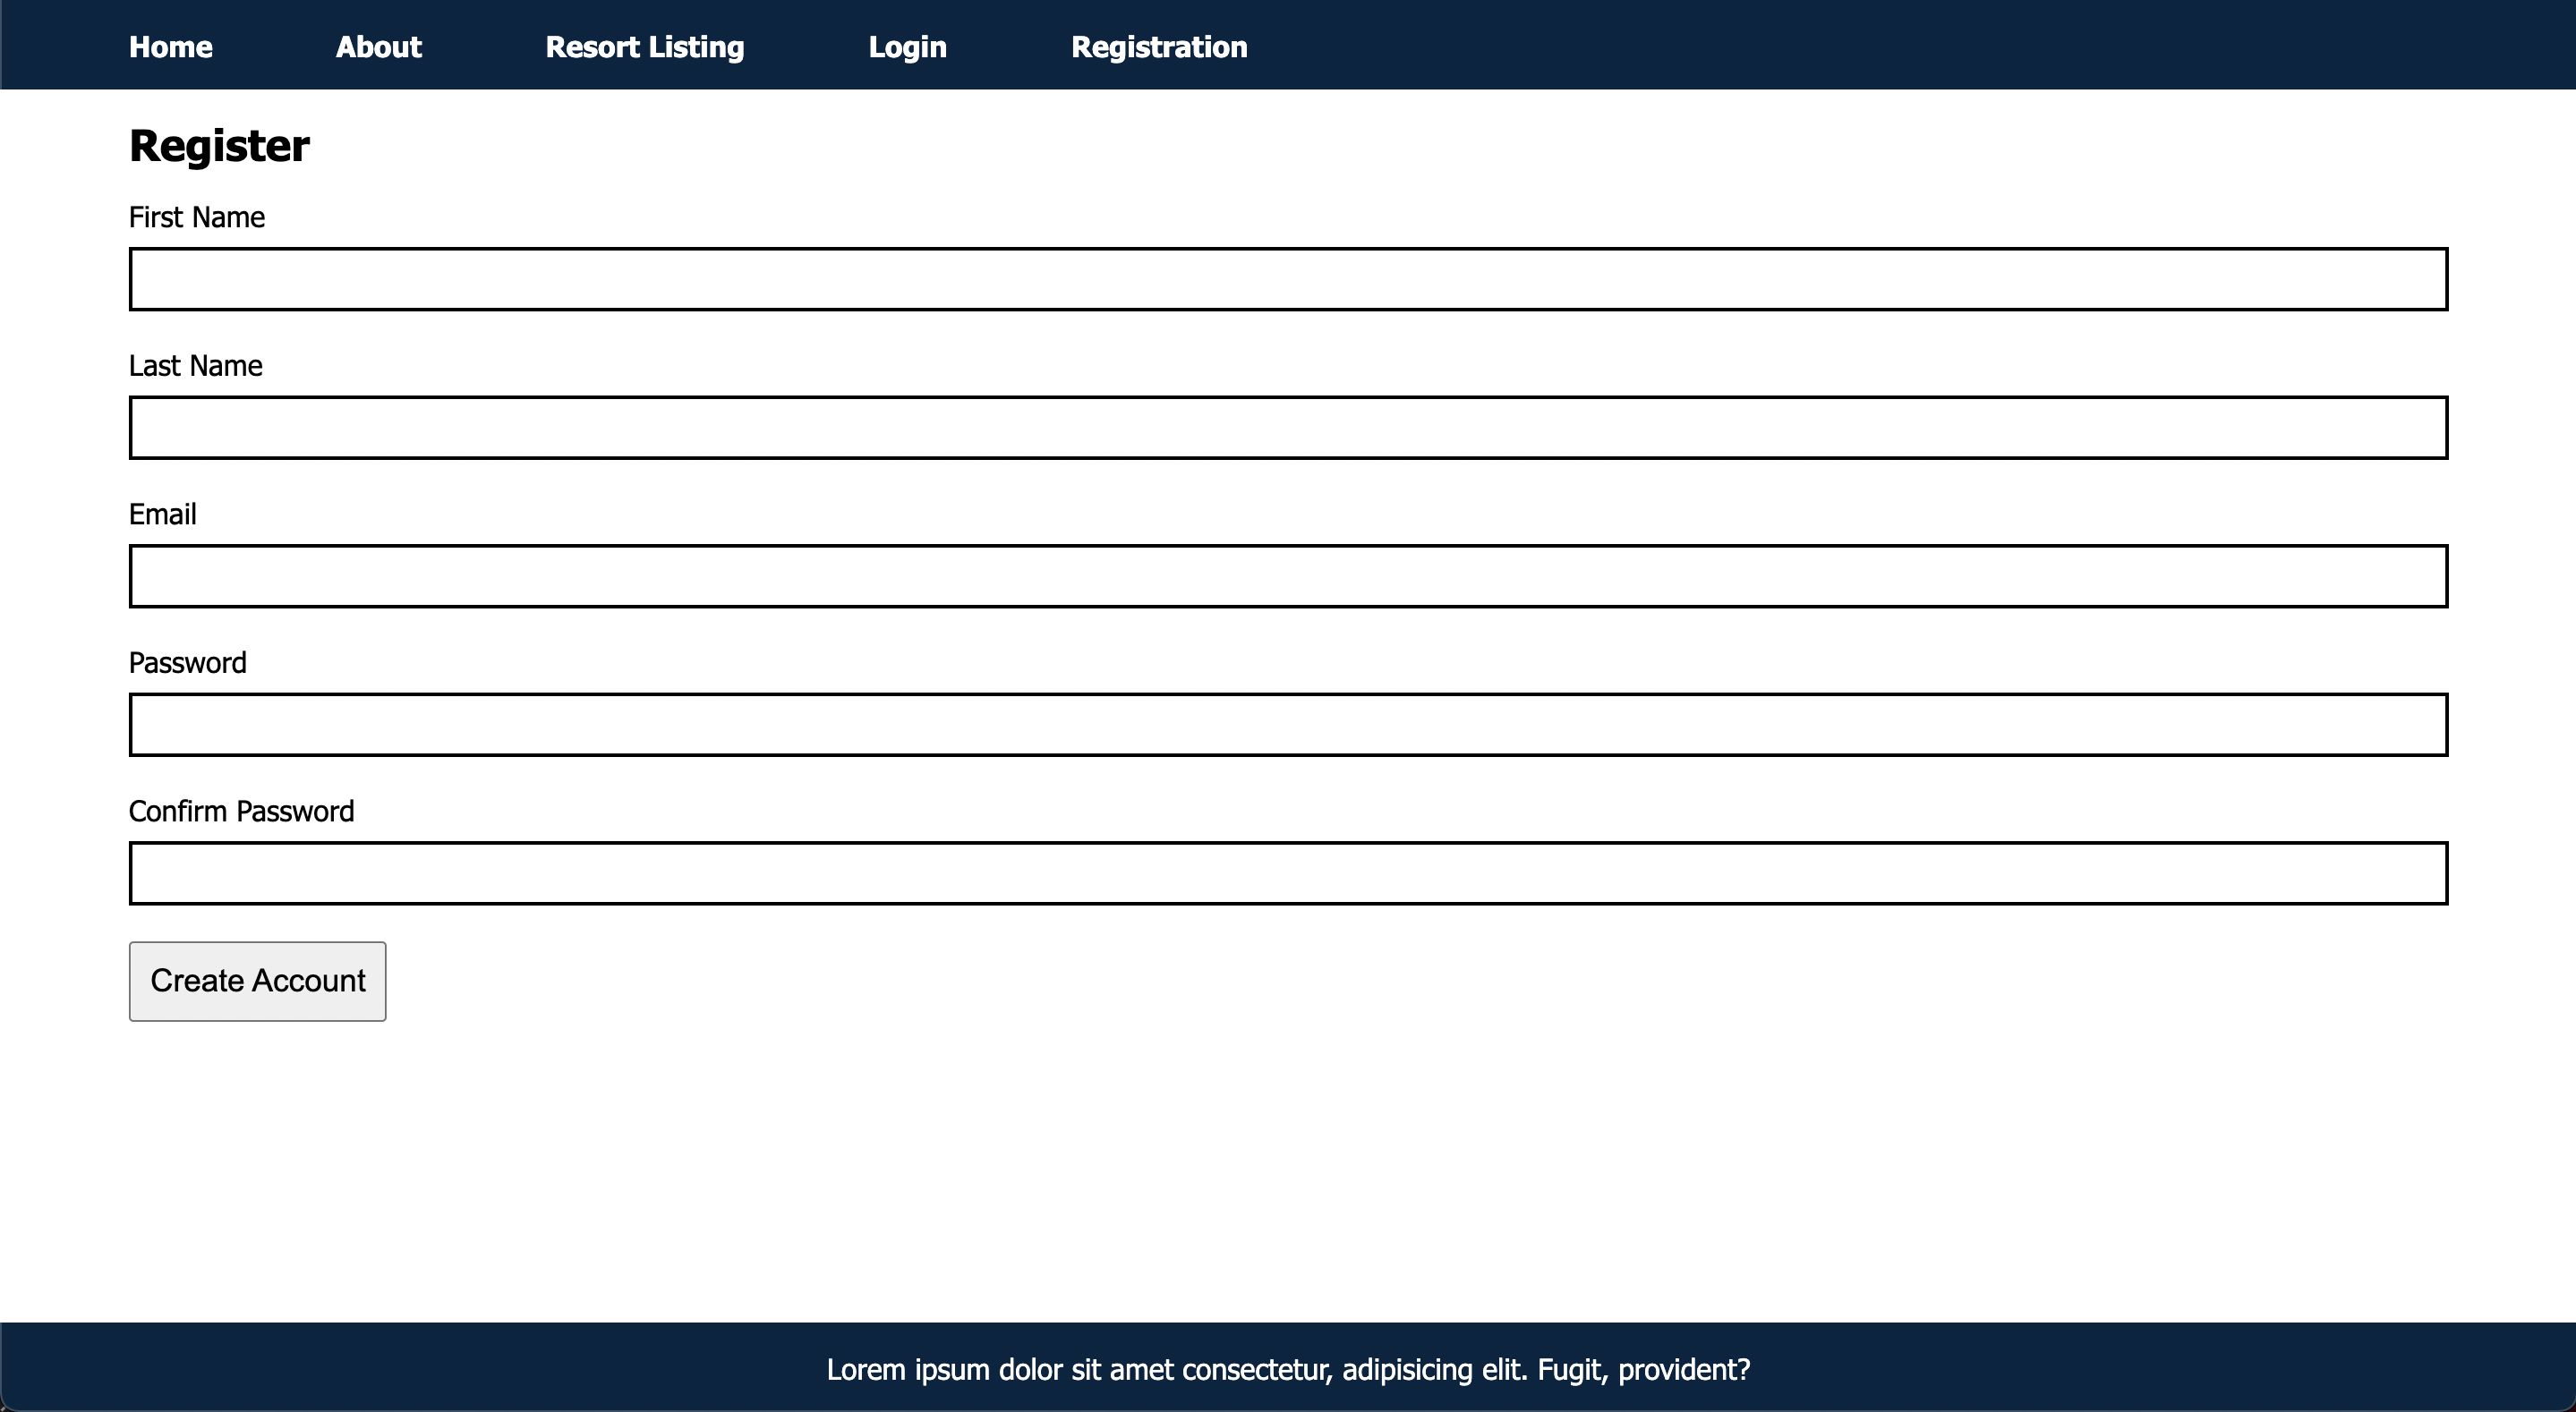 Home About Resort Listing Login Registration
Register
First Name
Last Name
Email
Password
Confirm Password
Create Account
Lorem ipsum dolor sit amet consectetur, adipisicing elit. Fugit, provident?